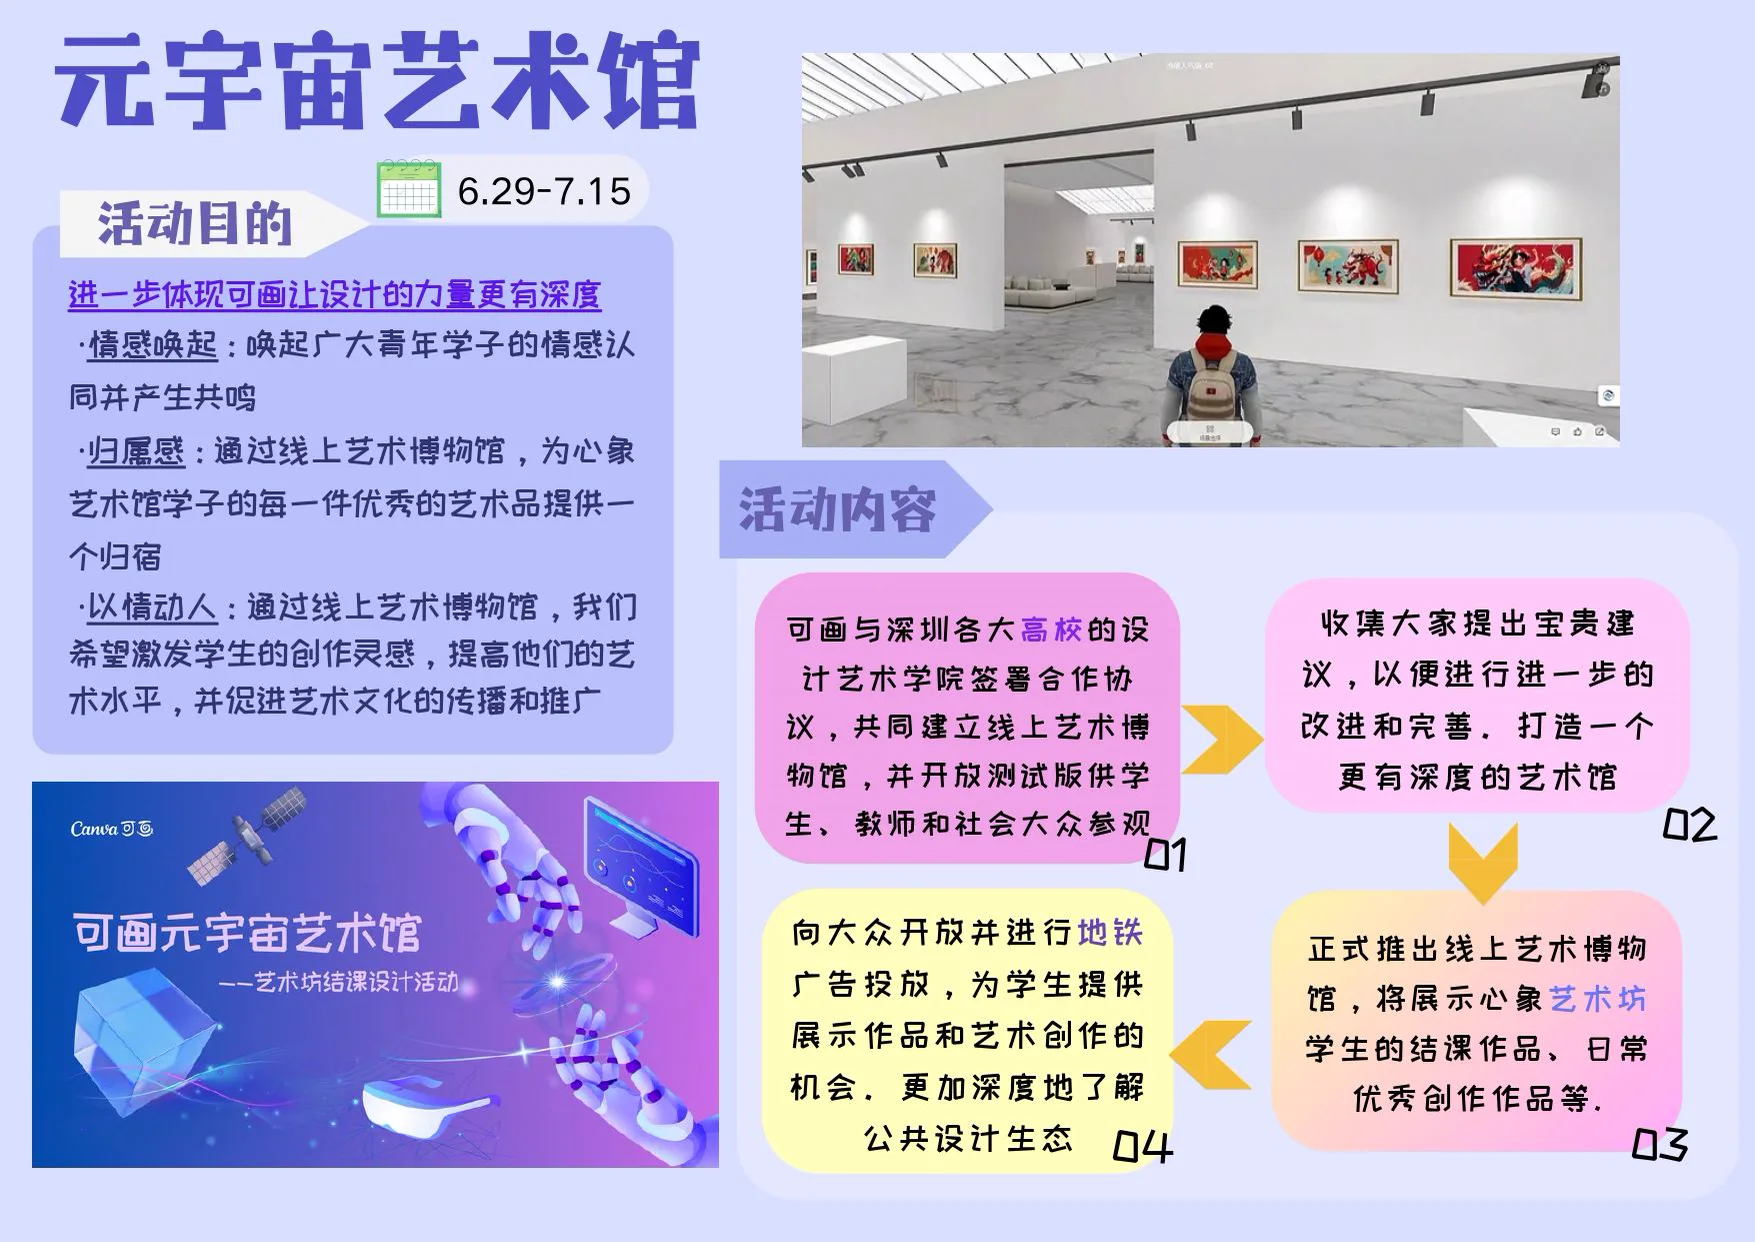 元宇宙艺术馆
6.29-7.15
活动目的
进一步体现可画让设计的力量更有深度
·情感唤起：唤起广大青年学子的情感认
同并产生共鸣
·归属感：通过线上艺术博物馆，为心象
艺术馆学子的每一件优秀的艺术品提供一
个归宿
·以情动人：通过线上艺术博物馆，我们
希望激发学生的创作灵感，提高他们的艺
术水平，并促进艺术文化的传播和推广
Canva可画
可画元宇宙艺术馆
——艺术坊结课设计活动
活动内容
可画与深圳各大高校的设
计艺术学院签署合作协
议，共同建立线上艺术博
物馆，并开放测试版供学
生、教师和社会大众参观
01
收集大家提出宝贵建
议，以便进行进一步的
改进和完善．打造一个
更有深度的艺术馆
02
正式推出线上艺术博物
馆，将展示心象艺术坊
学生的结课作品、日常
优秀创作作品等．
03
向大众开放并进行地铁
广告投放，为学生提供
展示作品和艺术创作的
机会．更加深度地了解
公共设计生态
04